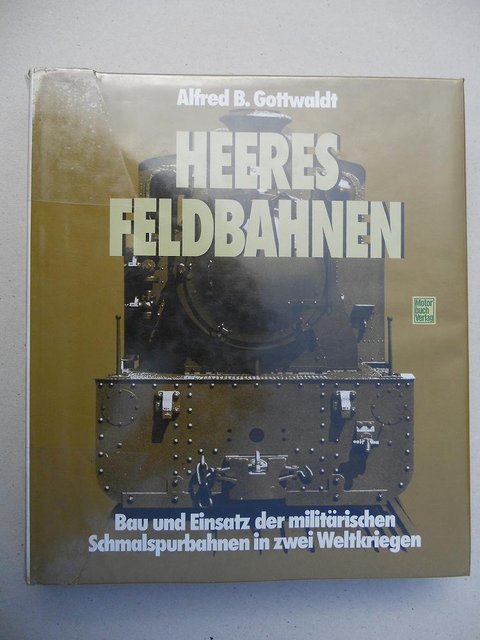 Alfred B. Gottwaldt
HEERES
FELDBAHNEN
Motor
buch
Verlag
Bau und Einsatz der militärischen
Schmalspurbahnen in zwei Weltkriegen